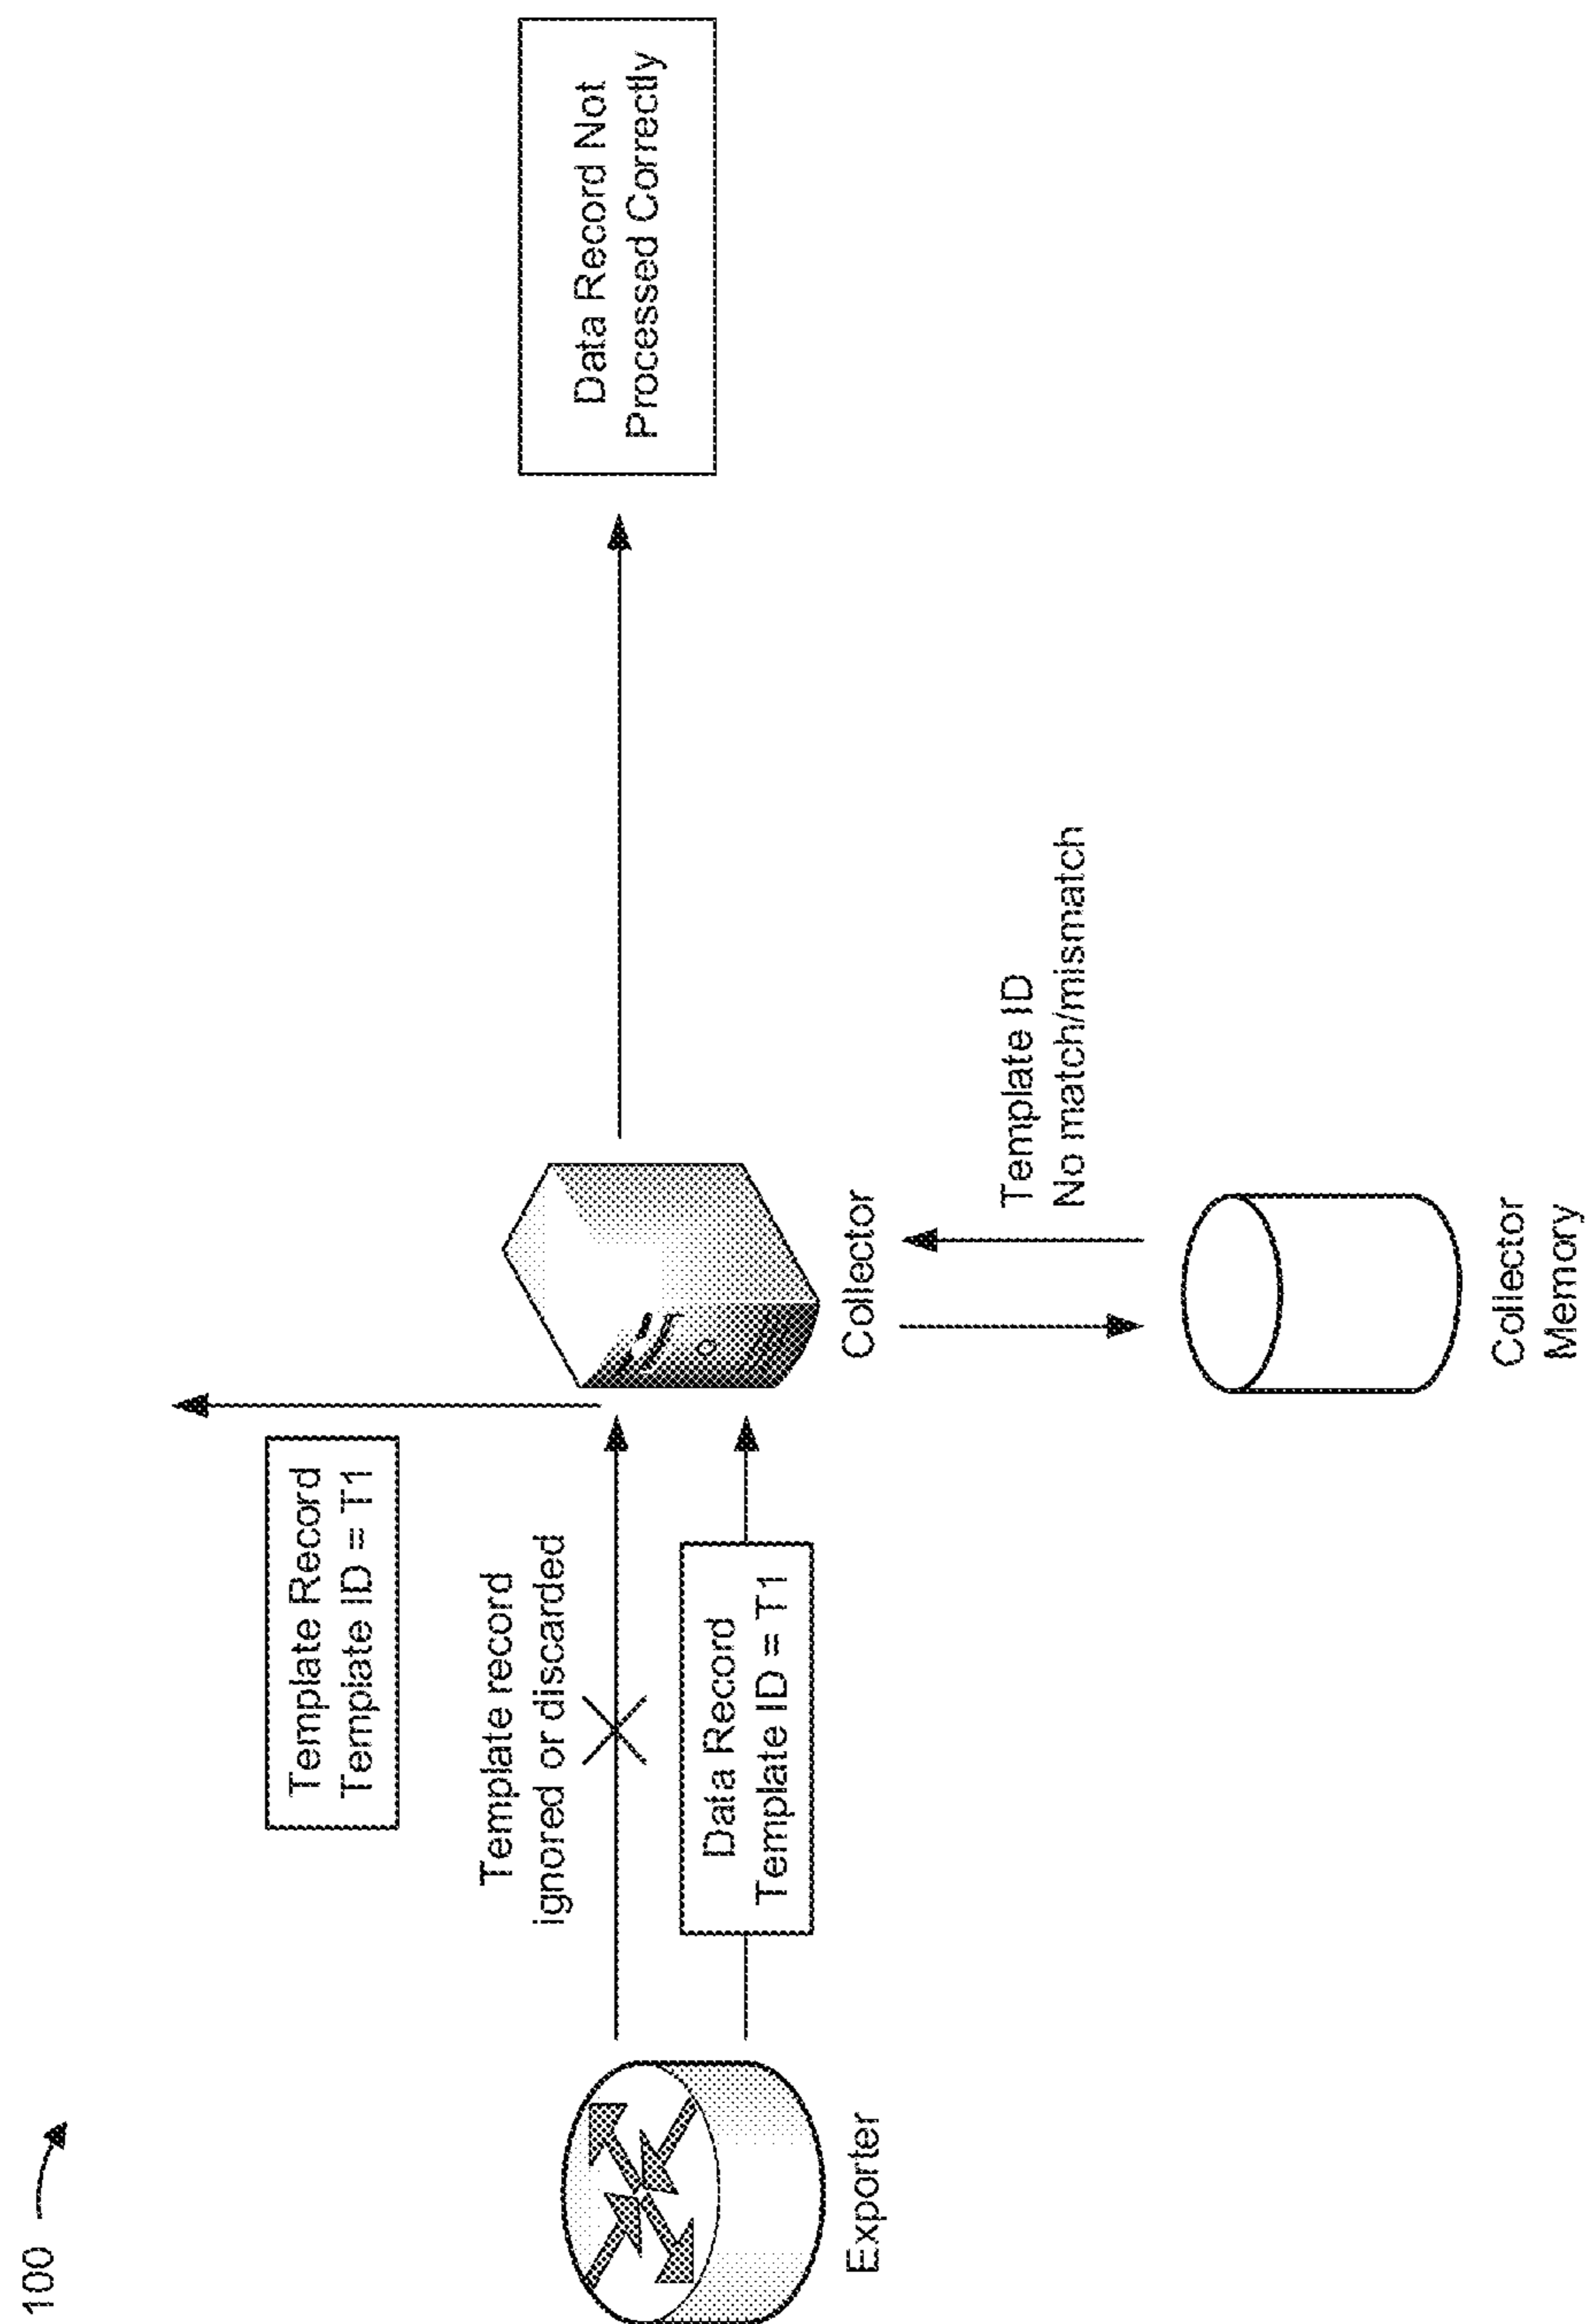 100
Template Record
Template ID = T1
Template record
ignored or discarded
Data Record
Template ID = T1
Exporter
Collector
Data Record Not
Processed Correctly
Template ID
No match/mismatch
Collector
Memory